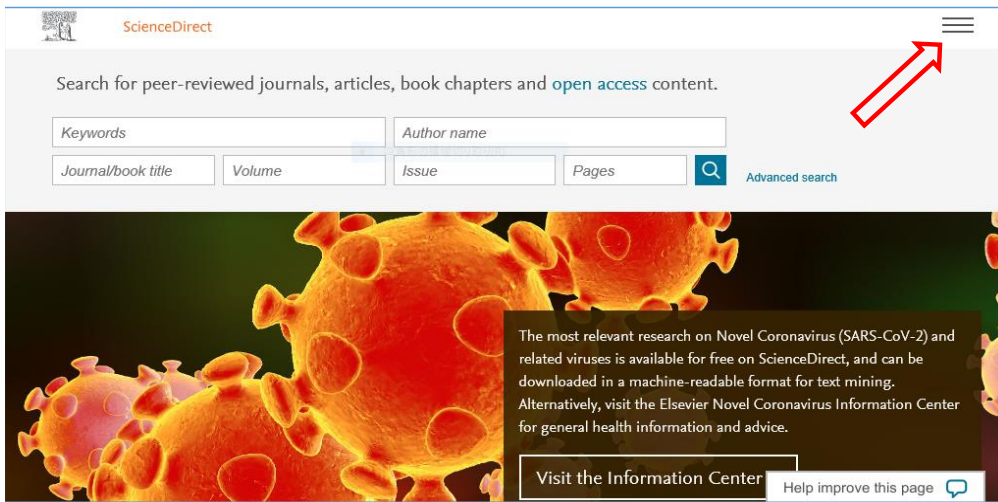 ScienceDirect
Search for peer-reviewed journals, articles, book chapters and open access content.
Keywords
Author name
Journal/book title
Volume
Issue
Pages
Advanced search
The most relevant research on Novel Coronavirus (SARS-CoV-2) and
related viruses is available for free on ScienceDirect, and can be
downloaded in a machine-readable format for text mining.
Alternatively, visit the Elsevier Novel Coronavirus Information Center
for general health information and advice.
Visit the Information Center
Help improve this page